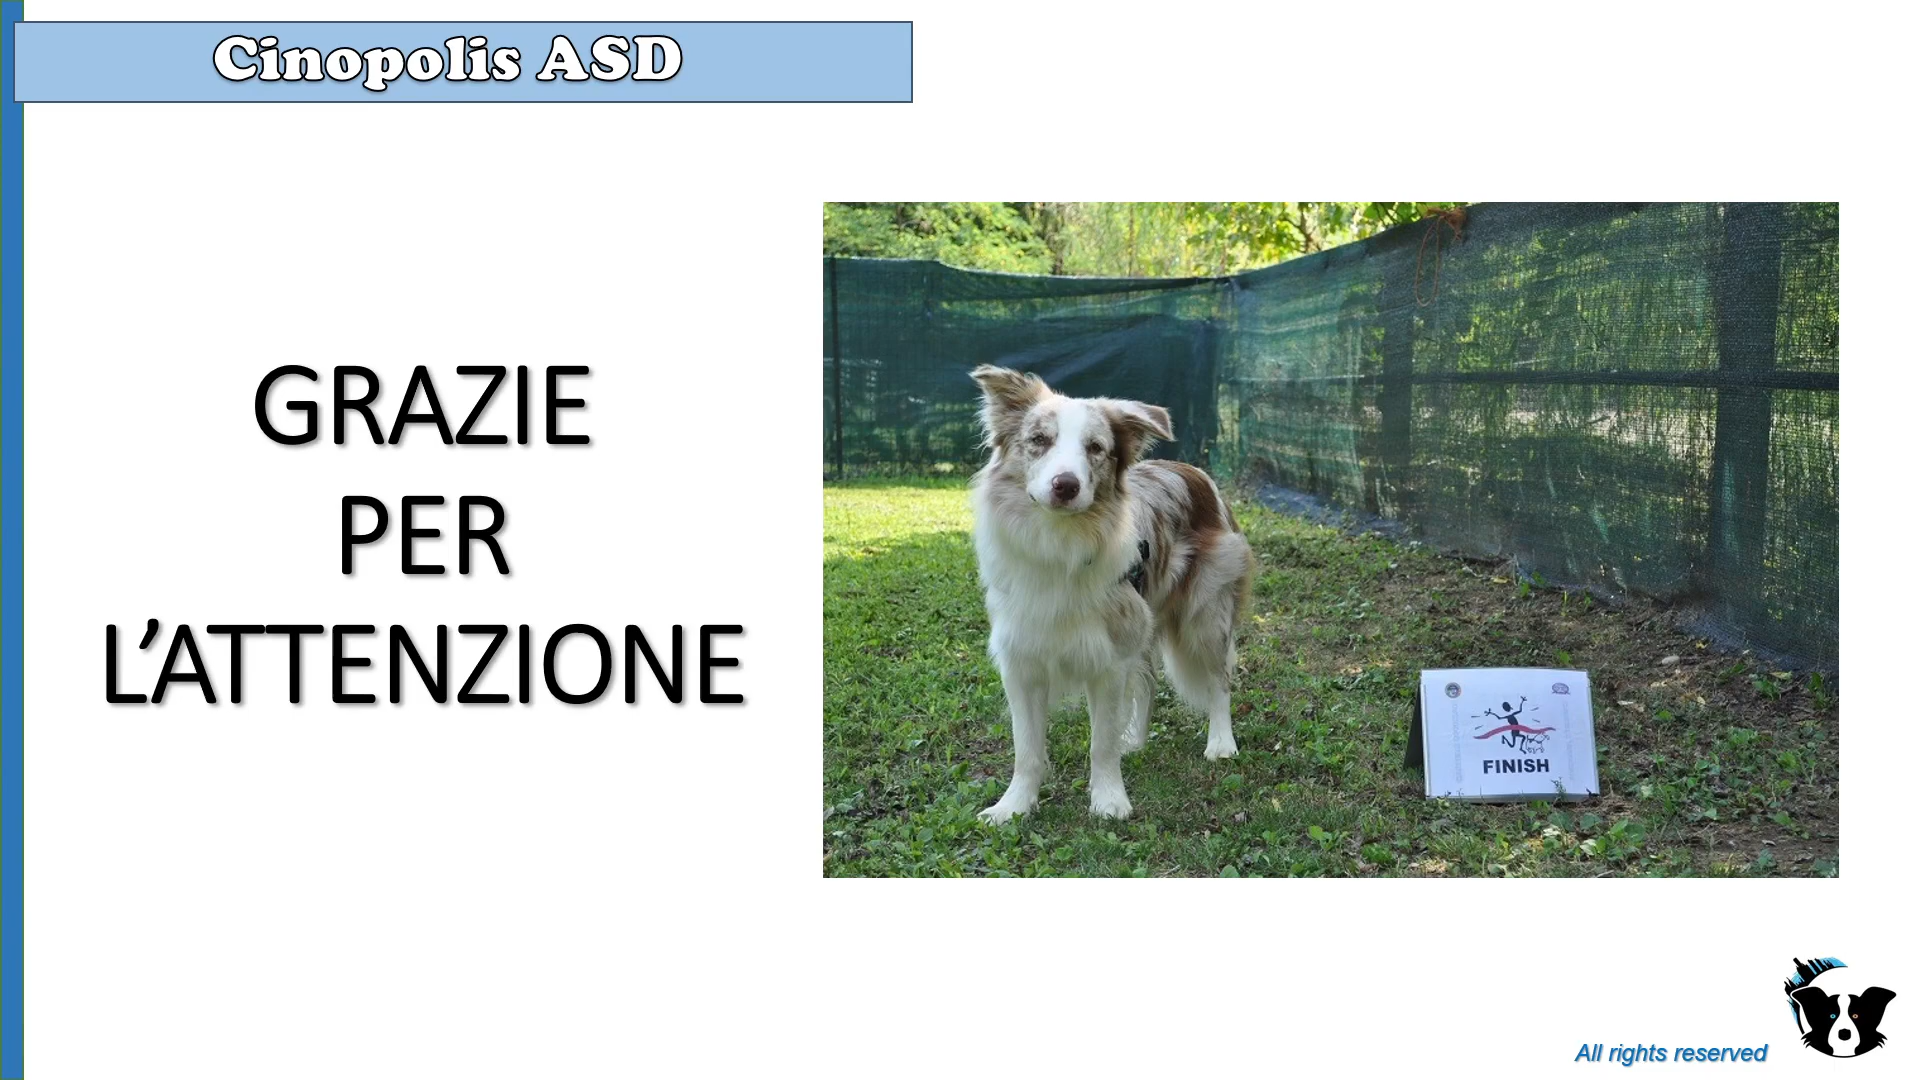 Cinopolis ASD
GRAZIE
PER
L’ATTENZIONE
FINISH
All rights reserved